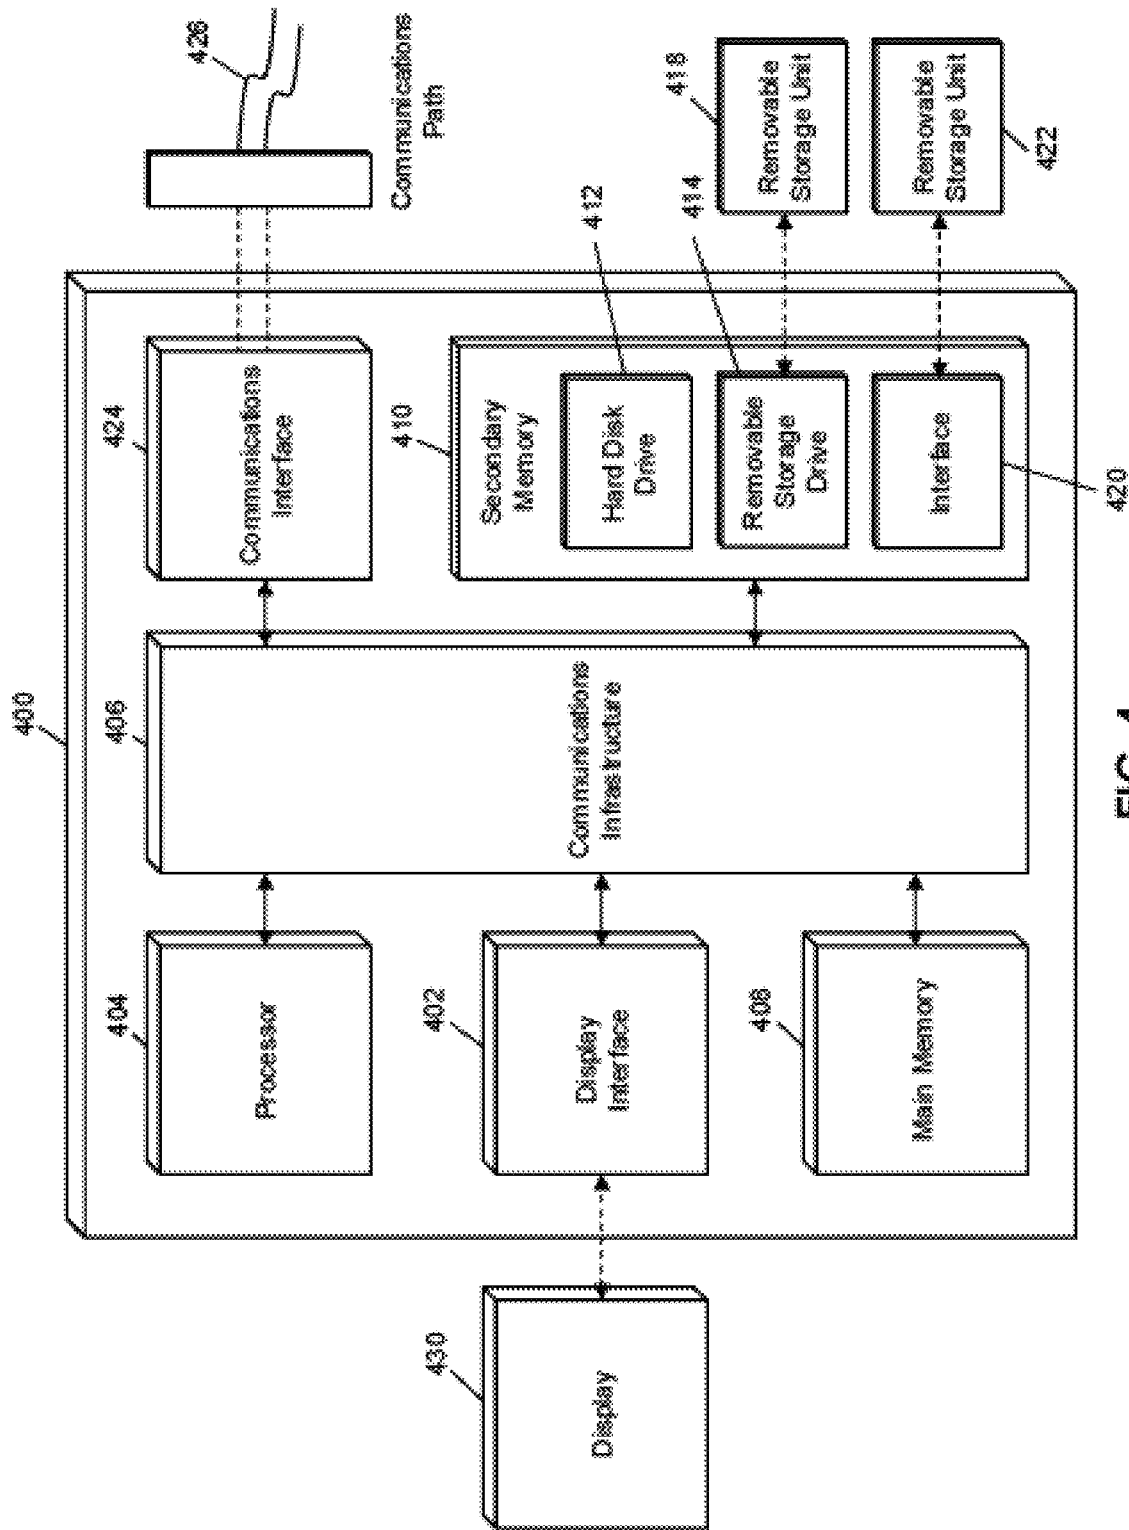 400
404
406
424
426
Processor
Communications
Interface
Communications
Path
430
402
410
Display
Display
Interface
Communications
Infrastructure
Secondary
Memory
412
Hard Disk
Drive
414
418
408
Main Memory
Removable
Storage
Drive
Removable
Storage Unit
Interface
Removable
Storage Unit
420
422
FIG. 4